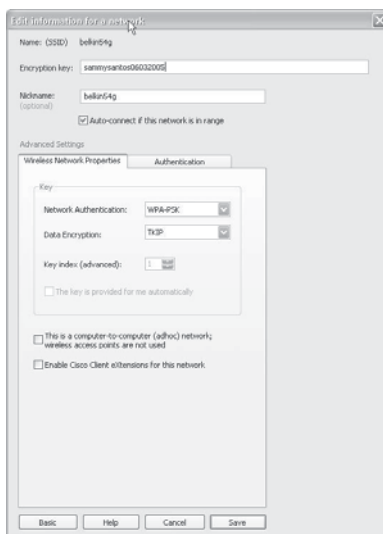 Edit information for a network
Name: (SSID) belkin54g
Encryption key: sammysantos06032005
Nickname: belkin54g
(optional)
Auto-connect if this network is in range
Advanced Settings
Wireless Network Properties Authentication
Key
Network Authentication: WPA-PSK
Data Encryption: TKIP
Key index (advanced): 1
The key is provided for me automatically
This is a computer-to-computer (adhoc) network;
wireless access points are not used
Enable Cisco Client eXtensions for this network
Basic Help Cancel Save